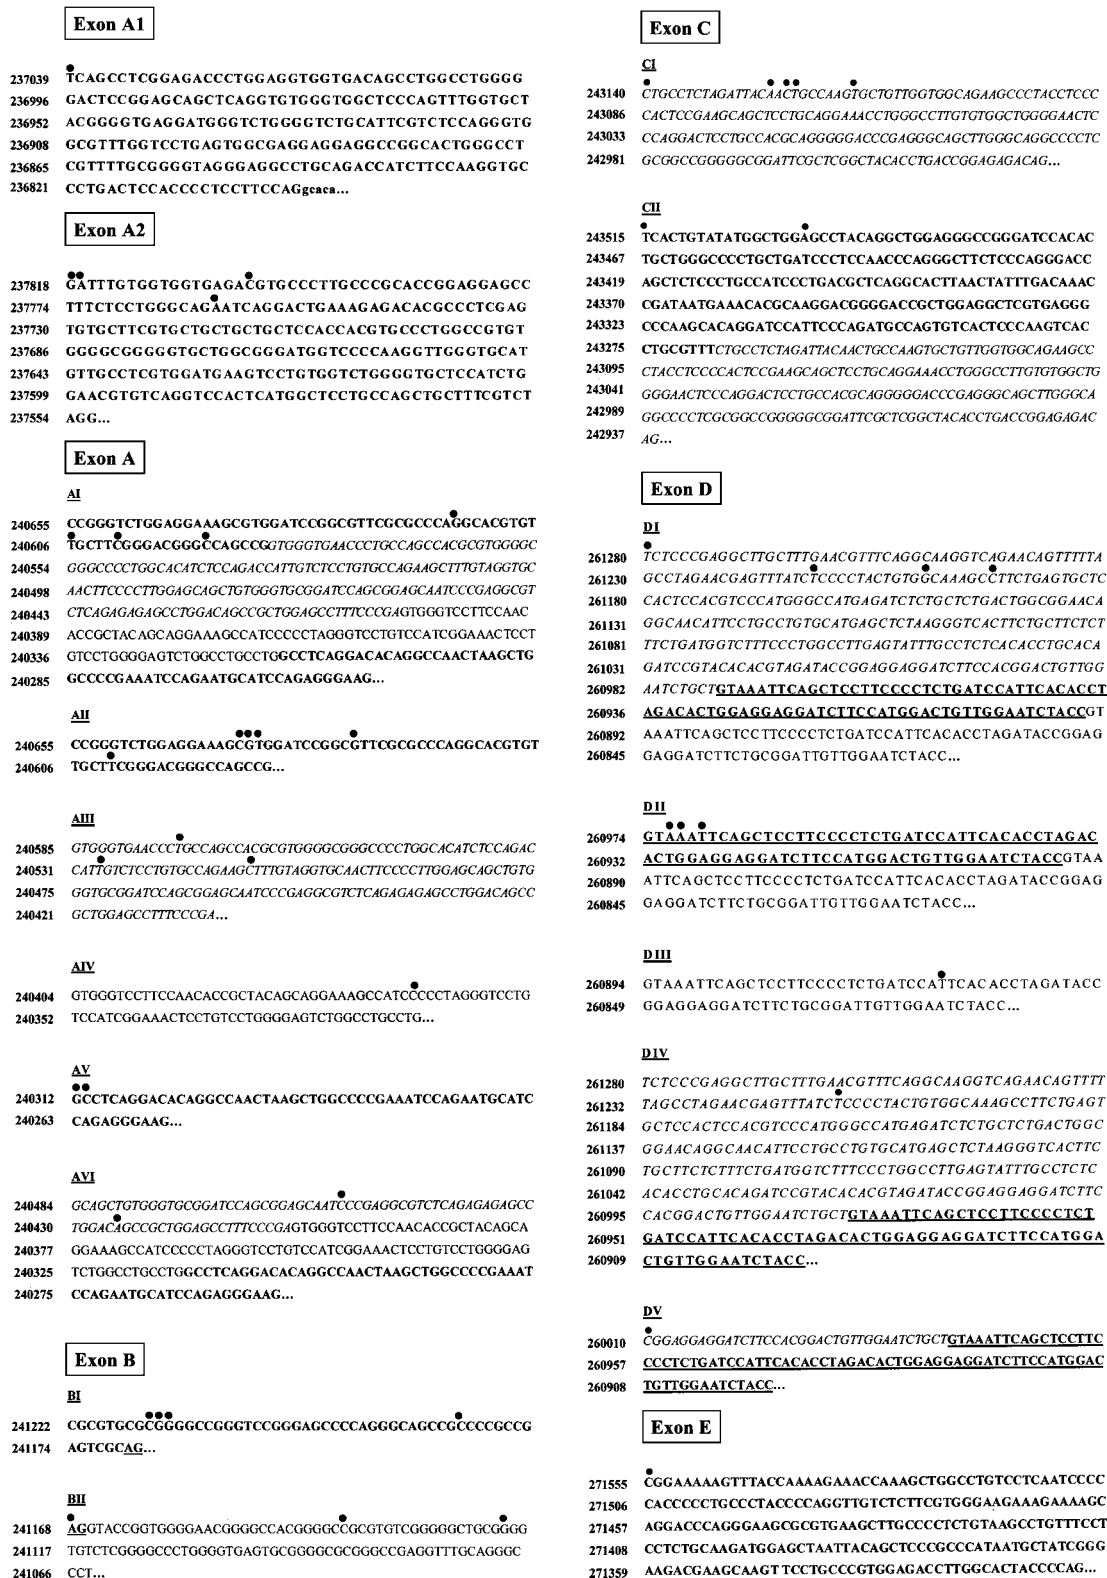 Exon A1
237039 TCAGCCTCGGAGACCCTGGAGGTGGTGACAGCCTGGCCTGGGG
236996 GACTCCGGAGCAGCTCAGGTGTGGGTGGCTCCCAGTTTGGTGCT
236952 ACGGGGTGAGGATGGGTCTGGGGTCTGCATTCGTCTCCAGGGTG
236908 GCGTTTGGTCCTGAGTGGCGAGGAGGAGGCCGGCACTGGGCCT
236865 CGTTTTGCGGGGTAGGGAGGCCTGCAGACCATCTTCCAAGGTGC
236821 CCTGACTCCACCCCTCCTTCCAGgcaca...
Exon A2
237818 GATTTGTGGTGGTGAGACGTGCCCTTGCCCGCACCGGAGGAGCC
237774 TTTCTCCTGGGCAGAATCAGGACTGAAAGAGACACGCCCTCGAG
237730 TGTGCTTCGTGCTGCTGCTGCTCCACCACGTGCCCTGGCCGTGT
237686 GGGGCGGGGGTGCTGGCGGGATGGTCCCCAAGGTTGGGTGCAT
237643 GTTGCCTCGTGGATGAAGTCCTGTGGTCTGGGGTGCTCCATCTG
237599 GAACGTGTCAGGTCCACTCATGGCTCCTGCCAGCTGCTTTCGTCT
237554 AGG...
Exon A
AI
240655 CCGGGTCTGGAGGAAAGCGTGGATCCGGCGTTCGCGCCCAGGCACGTGT
240606 TGCTTCGGGACGGGCCAGCCGGTGGGTGAACCCTGCCAGCCACGCGTGGGGC
240554 GGGCCCCTGGCACATCTCCAGACCATTGTCTCCTGTGCCAGAAGCTTTGTAGGTGC
240498 AACTTCCCCTTGGAGCAGCTGTGGGTGCGGATCCAGCGGAGCAATCCCGAGGCGT
240443 CTCAGAGAGAGCCTGGACAGCCGCTGGAGCCTTTCCCGAGTGGGTCCTTCCAAC
240389 ACCGCTACAGCAGGAAAGCCATCCCCCTAGGGTCCTGTCCATCGGAAACTCCT
240336 GTCCTGGGGAGTCTGGCCTGCCTGGCCTCAGGACACAGGCCAACTAAGCTG
240285 GCCCCGAAATCCAGAATGCATCCAGAGGGAAG...
AII
240655 CCGGGTCTGGAGGAAAGCGTGGATCCGGCGTTCGCGCCCAGGCACGTGT
240606 TGCTTCGGGACGGGCCAGCCG...
AIII
240585 GTGGGTGAACCCTGCCAGCCACGCGTGGGGCGGGCCCCTGGCACATCTCCAGAC
240531 CATTGTCTCCTGTGCCAGAAGCTTTGTAGGTGCAACTTCCCCTTGGAGCAGCTGTG
240475 GGTGCGGATCCAGCGGAGCAATCCCGAGGCGTCTCAGAGAGAGCCTGGACAGCC
240421 GCTGGAGCCTTTCCCGA...
AIV
240404 GTGGGTCCTTCCAACACCGCTACAGCAGGAAAGCCATCCCCCTAGGGTCCTG
240352 TCCATCGGAAACTCCTGTCCTGGGGAGTCTGGCCTGCCTG...
AV
240312 GCCTCAGGACACAGGCCAACTAAGCTGGCCCCGAAATCCAGAATGCATC
240263 CAGAGGGAAG...
AVI
240484 GCAGCTGTGGGTGCGGATCCAGCGGAGCAATCCCGAGGCGTCTCAGAGAGAGCC
240430 TGGACAGCCGCTGGAGCCTTTCCCGAGTGGGTCCTTCCAACACCGCTACAGCA
240377 GGAAAGCCATCCCCCTAGGGTCCTGTCCATCGGAAACTCCTGTCCTGGGGAG
240325 TCTGGCCTGCCTGGCCTCAGGACACAGGCCAACTAAGCTGGCCCCGAAAT
240275 CCAGAATGCATCCAGAGGGAAG...
Exon B
BI
241222 CGCGTGCGCGGGGCCGGGTCCGGGAGCCCCAGGGCAGCCGCCCCGCCG
241174 AGTCGCAG...
BII
241168 AGGTACCGGTGGGGAACGGGGCCACGGGGCCGCGTGTCGGGGGCTGCGGGG
241117 TGTCTCGGGGCCCTGGGGTGAGTGCGGGGCGCGGGCCGAGGTTTGCAGGGC
241066 CCT...
Exon C
CI
243140 CTGCCTCTAGATTACAACTGCCAAGTGCTGTTGGTGGCAGAAGCCCTACCTCCC
243086 CACTCCGAAGCAGCTCCTGCAGGAAACCTGGGCCTTGTGTGGCTGGGGAACTC
243033 CCAGGACTCCTGCCACGCAGGGGGACCCGAGGGCAGCTTGGGCAGGCCCCTC
242981 GCGGCCGGGGGCGGATTCGCTCGGCTACACCTGACCGGAGAGACAG...
CII
243515 TCACTGTATATGGCTGGAGCCTACAGGCTGGAGGGCCGGGATCCACAC
243467 TGCTGGGCCCCTGCTGATCCCTCCAACCCAGGGCTTCTCCCAGGGACC
243419 AGCTCTCCCTGCCATCCCTGACGCTCAGGCACTTAACTATTTGACAAAC
243370 CGATAATGAAACACGCAAGGACGGGGACCGCTGGAGGCTCGTGAGGG
243323 CCCAAGCACAGGATCCATTCCCAGATGCCAGTGTCACTCCCAAGTCAC
243275 CTGCGTTTCTGCCTCTAGATTACAACTGCCAAGTGCTGTTGGTGGCAGAAGCC
243095 CTACCTCCCCACTCCGAAGCAGCTCCTGCAGGAAACCTGGGCCTTGTGTGGCTG
243041 GGGAACTCCCAGGACTCCTGCCACGCAGGGGGACCCGAGGGCAGCTTGGGCA
242989 GGCCCCTCGCGGCCGGGGGCGGATTCGCTCGGCTACACCTGACCGGAGAGAC
242937 AG...
Exon D
DI
261280 TCTCCCGAGGCTTGCTTTGAACGTTTCAGGCAAGGTCAGAACAGTTTTTA
261230 GCCTAGAACGAGTTTATCTCCCCTACTGTGGCAAAGCCTTCTGAGTGCTC
261180 CACTCCACGTCCCATGGGCCATGAGATCTCTGCTCTGACTGGCGGAACA
261131 GGCAACATTCCTGCCTGTGCATGAGCTCTAAGGGTCACTTCTGCTTCTCT
261081 TTCTGATGGTCTTTCCCTGGCCTTGAGTATTTGCCTCTCACACCTGCACA
261031 GATCCGTACACACGTAGATACCGGAGGAGGATCTTCCACGGACTGTTGG
260982 AATCTGCTGTAAATTCAGCTCCTTCCCCTCTGATCCATTCACACCT
260936 AGACACTGGAGGAGGATCTTCCATGGACTGTTGGAATCTACCGT
260892 AAATTCAGCTCCTTCCCCTCTGATCCATTCACACCTAGATACCGGAG
260845 GAGGATCTTCTGCGGATTGTTGGAATCTACC...
DII
260974 GTAAATTCAGCTCCTTCCCCTCTGATCCATTCACACCTAGAC
260932 ACTGGAGGAGGATCTTCCATGGACTGTTGGAATCTACCGTAA
260890 ATTCAGCTCCTTCCCCTCTGATCCATTCACACCTAGATACCGGAG
260845 GAGGATCTTCTGCGGATTGTTGGAATCTACC...
DIII
260894 GTAAATTCAGCTCCTTCCCCTCTGATCCATTCACACCTAGATACC
260849 GGAGGAGGATCTTCTGCGGATTGTTGGAATCTACC...
DIV
261280 TCTCCCGAGGCTTGCTTTGAACGTTTCAGGCAAGGTCAGAACAGTTTT
261232 TAGCCTAGAACGAGTTTATCTCCCCTACTGTGGCAAAGCCTTCTGAGT
261184 GCTCCACTCCACGTCCCATGGGCCATGAGATCTCTGCTCTGACTGGC
261137 GGAACAGGCAACATTCCTGCCTGTGCATGAGCTCTAAGGGTCACTTC
261090 TGCTTCTCTTTCTGATGGTCTTTCCCTGGCCTTGAGTATTTGCCTCTC
261042 ACACCTGCACAGATCCGTACACACGTAGATACCGGAGGAGGATCTTC
260995 CACGGACTGTTGGAATCTGCTGTAAATTCAGCTCCTTCCCCTCT
260951 GATCCATTCACACCTAGACACTGGAGGAGGATCTTCCATGGA
260909 CTGTTGGAATCTACC...
DV
260010 CGGAGGAGGATCTTCCACGGACTGTTGGAATCTGCTGTAAATTCAGCTCCTTC
260957 CCCTCTGATCCATTCACACCTAGACACTGGAGGAGGATCTTCCATGGAC
260908 TGTTGGAATCTACC...
Exon E
271555 CGGAAAAAGTTTACCAAAAGAAACCAAAGCTGGCCTGTCCTCAATCCCC
271506 CACCCCCTGCCCTACCCCAGGTTGTCTCTTCGTGGGAAGAAAGAAAAGC
271457 AGGACCCAGGGAAGCGCGTGAAGCTTGCCCCTCTGTAAGCCTGTTTCCT
271408 CCTCTGCAAGATGGAGCTAATTACAGCTCCCGCCCATAATGCTATCGGG
271359 AAGACGAAGCAAGTTCCTGCCCGTGGAGACCTTGGCACTACCCCAG...